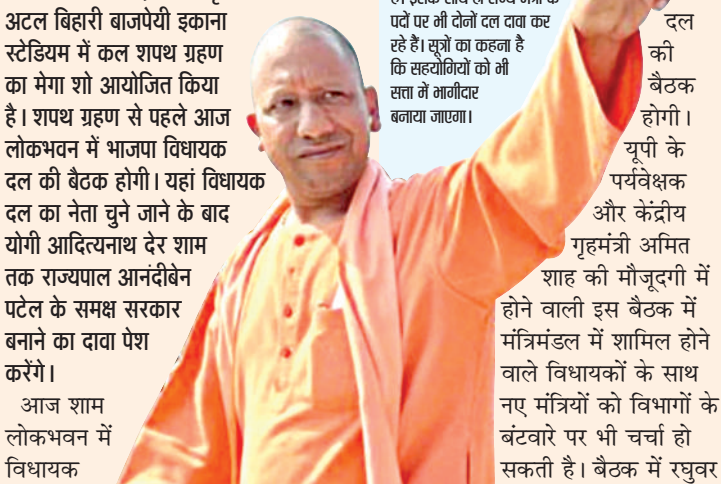 अटल बिहारी बाजपेयी इकाना
स्टेडियम में कल शपथ ग्रहण
का मेगा शो आयोजित किया
है। शपथ ग्रहण से पहले आज
लोकभवन में भाजपा विधायक
दल की बैठक होगी। यहां विधायक
दल का नेता चुने जाने के बाद
योगी आदित्यनाथ देर शाम
तक राज्यपाल आनंदीबेन
पटेल के समक्ष सरकार
बनाने का दावा पेश
करेंगे।
आज शाम
लोकभवन में
विधायक
पदों पर भी दोनों दल दावा कर
रहे हैं। सूत्रों का कहना है
कि सहयोगियों को भी
सत्ता में भागीदार
बनाया जाएगा।
दल
की
बैठक
होगी।
यूपी के
पर्यवेक्षक
और केंद्रीय
गृहमंत्री अमित
शाह की मौजूदगी में
होने वाली इस बैठक में
मंत्रिमंडल में शामिल होने
वाले विधायकों के साथ
नए मंत्रियों को विभागों के
बंटवारे पर भी चर्चा हो
सकती है। बैठक में रघुवर